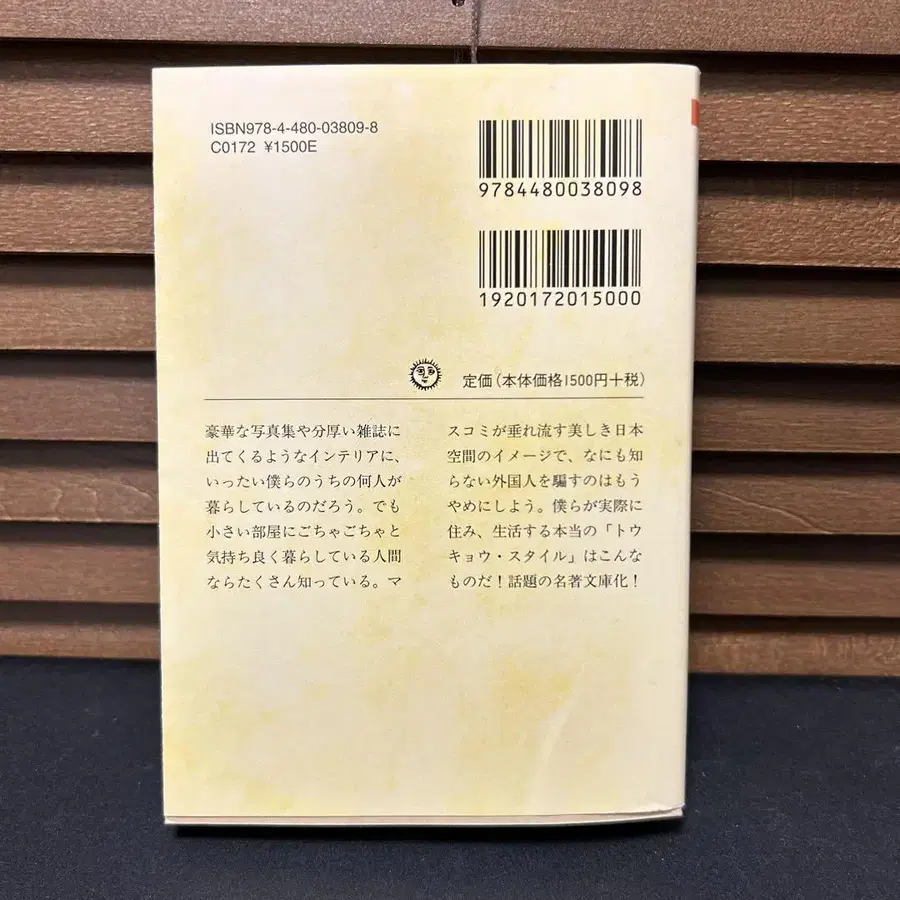 ISBN978-4-480-03809-8
C0172 ¥1500E
9784480038098
1920172015000
定価(本体価格1500円+税)
豪華な写真集や分厚い雑誌に
出てくるようなインテリアに、
いったい僕らのうちの何人が
暮らしているのだろう。でも
小さい部屋にごちゃごちゃと
気持ち良く暮らしている人間
ならたくさん知っている。マ
スコミが垂れ流す美しき日本
空間のイメージで、なにも知
らない外国人を騙すのはもう
やめにしよう。僕らが実際に
住み、生活する本当の「トウ
キョウ・スタイル」はこんな
ものだ！話題の名著文庫化！